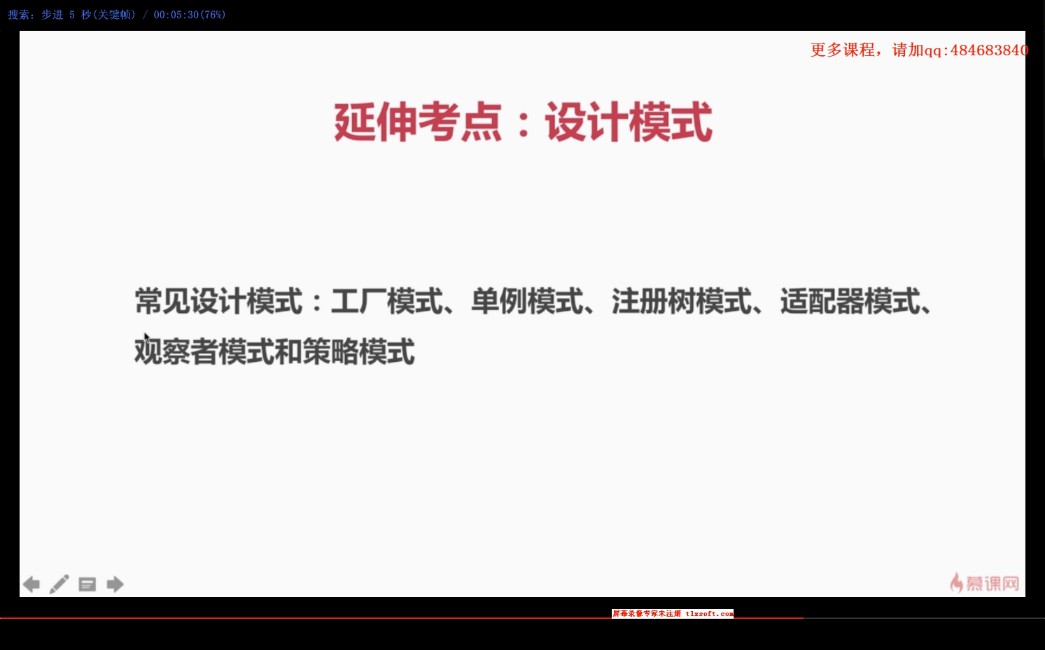 搜索: 步进 5 秒(关键帧) / 00:05:30(76%)
更多课程，请加qq:484683840
延伸考点：设计模式
常见设计模式：工厂模式、单例模式、注册树模式、适配器模式、
观察者模式和策略模式
慕课网
屏幕录像专家未注册 tlxsoft.com